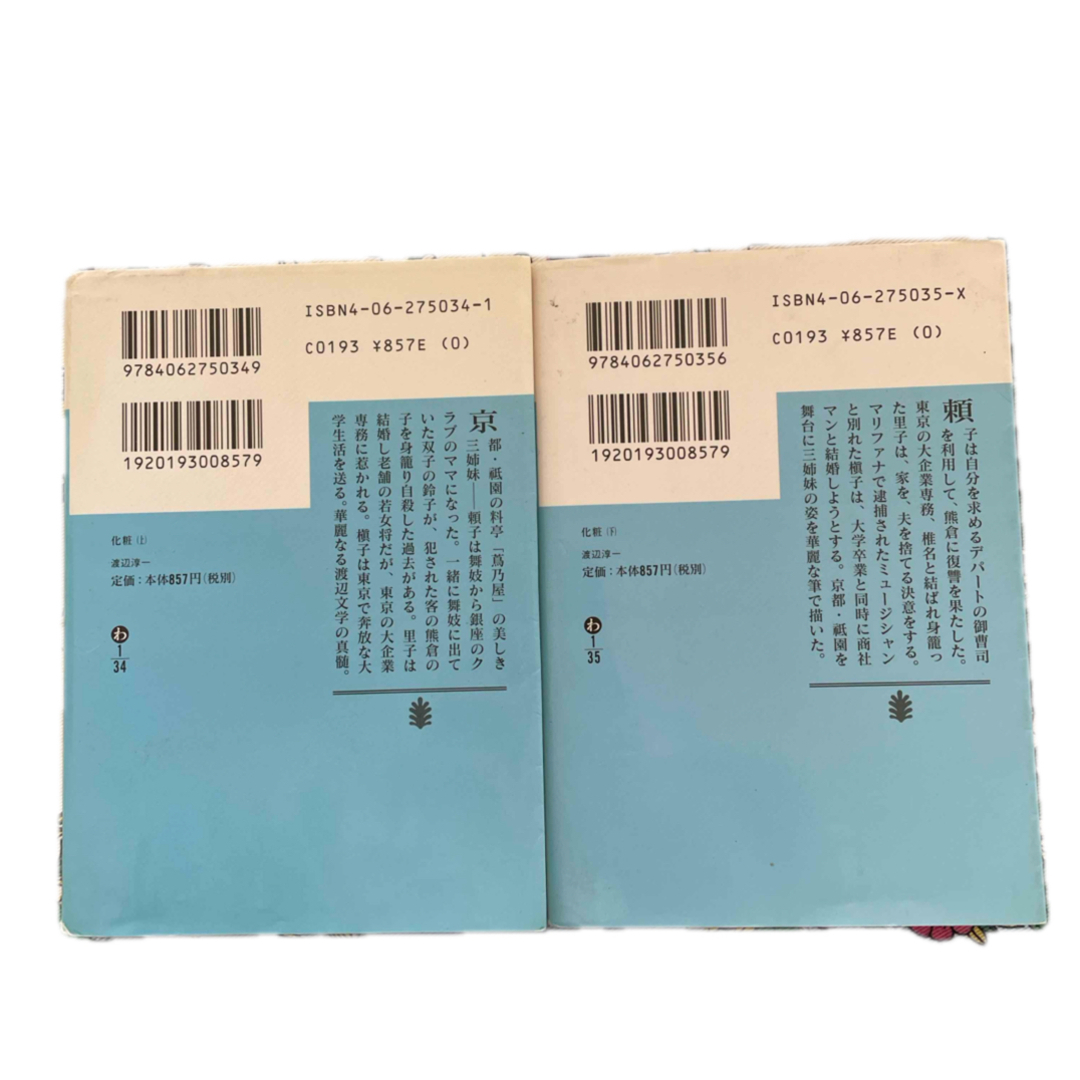 ISBN4-06-275034-1
C0193 ¥857E (0)
9784062750349
1920193008579
京都・祇園の料亭『蔦乃屋』の美しき
三姉妹――頼子は舞妓から銀座のク
ラブのママになった。一緒に舞妓に出て
いた双子の鈴子が、犯された客の熊倉の
子を身籠り自殺した過去がある。里子は
結婚し老舗の若女将だが、東京の大企業
専務に惹かれる。槇子は東京で奔放な大
学生活を送る。華麗なる渡辺文学の真髄。
化粧(上)
渡辺淳一
定価:本体857円(税別)
わ
1
34
ISBN4-06-275035-X
C0193 ¥857E (0)
9784062750356
1920193008579
頼子は自分を求めるデパートの御曹司
を利用して、熊倉に復讐を果たした。
東京の大企業専務、椎名と結ばれ身籠っ
た里子は、家を、夫を捨てる決意をする。
マリファナで逮捕されたミュージシャン
と別れた槇子は、大学卒業と同時に商社
マンと結婚しようとする。京都・祇園を
舞台に三姉妹の姿を華麗な筆で描いた。
化粧(下)
渡辺淳一
定価:本体857円(税別)
わ
1
35